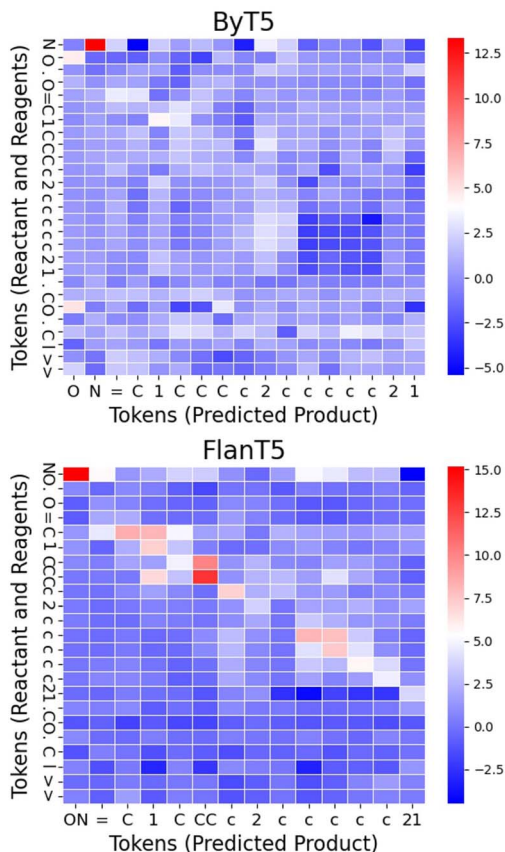 ByT5
Tokens (Reactant and Reagents)
N O . O = C 1 C C C c 2 c c c c c 2 1 . C O . C l > >
12.5
10.0
7.5
5.0
2.5
0.0
−2.5
−5.0
O N = C 1 C C C c 2 c c c c c 2 1
Tokens (Predicted Product)
FlanT5
Tokens (Reactant and Reagents)
NO. . O = C 1 C CC c 2 c c c c c 21. CO. . C l > >
15.0
12.5
10.0
7.5
5.0
2.5
0.0
−2.5
ON = C 1 C CC c 2 c c c c c 21
Tokens (Predicted Product)